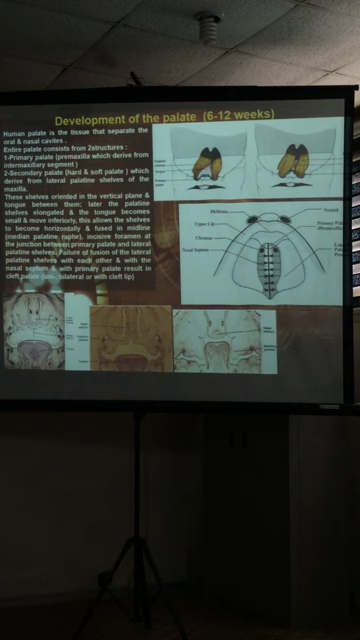 Development of the palate (6-12 weeks)
Human palate is the tissue that separate the
oral & nasal cavites .
Entire palate consists from 2structures :
1-Primary palate (premaxilla which derive from
intermaxillary segment )
2-Secondary palate (hard & soft palate ) which
derive from lateral palatine shelves of the
maxilla.
These shelves oriented in the vertical plane &
tongue between them; later the palatine
shelves elongated & the tongue becomes
small & move inferiorly, this allows the shelves
to become horizontally & fused in midline
(median palatine raphe), incisive foramen at
the junction between primary palate and lateral
palatine shelves. Failure of fusion of the lateral
palatine shelves with each other & with the
nasal septum & with primary palate result in
cleft palate bilateral or with cleft lip)
Philtrum
Upper Lip
Choanae
Nasal Septum
Nostril
Primary